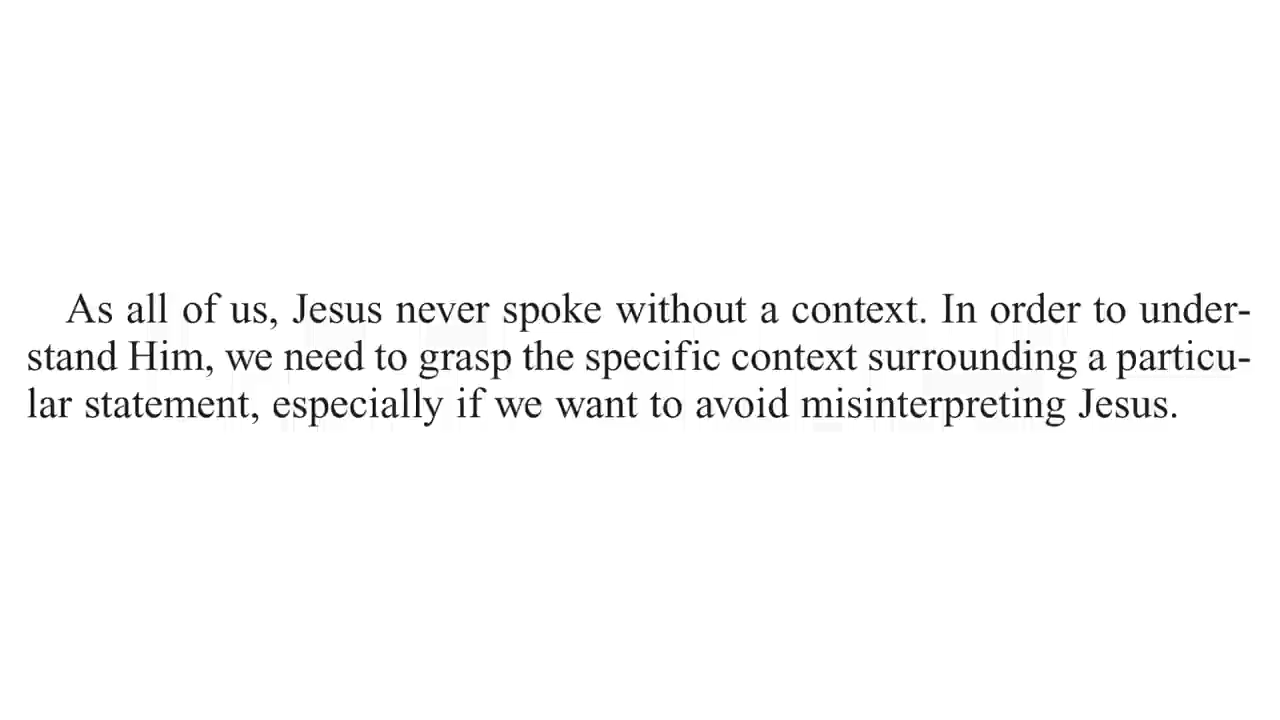 As all of us, Jesus never spoke without a context. In order to under-
stand Him, we need to grasp the specific context surrounding a particu-
lar statement, especially if we want to avoid misinterpreting Jesus.